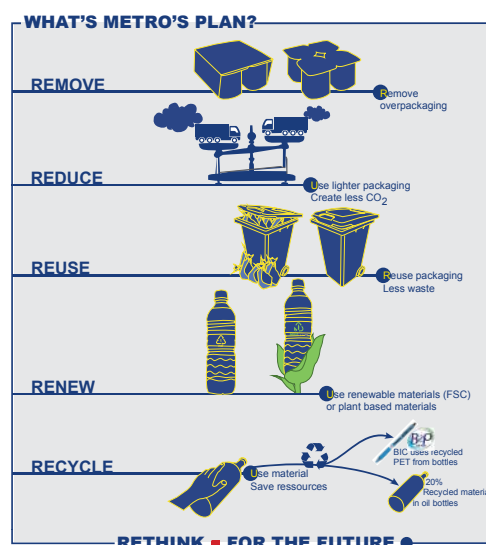 WHAT'S METRO'S PLAN?
REMOVE
Remove
overpackaging
REDUCE
Use lighter packaging
Create less CO2
REUSE
Reuse packaging
Less waste
RENEW
Use renewable materials (FSC)
or plant based materials
RECYCLE
Use material
Save ressources
B2P
BIC uses recycled
PET from bottles
20%
Recycled materia
in oil bottles
RETHINK FOR THE FUTURE